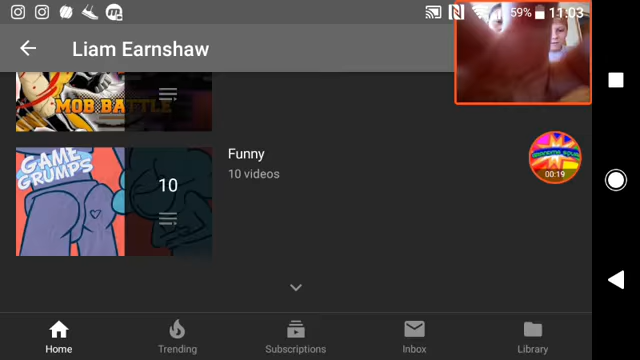 59% 11:03
Liam Earnshaw
MOB BATTLE
GAME
GRUMPS
10
Funny
10 videos
00:19
Home
Trending
Subscriptions
Inbox
Library